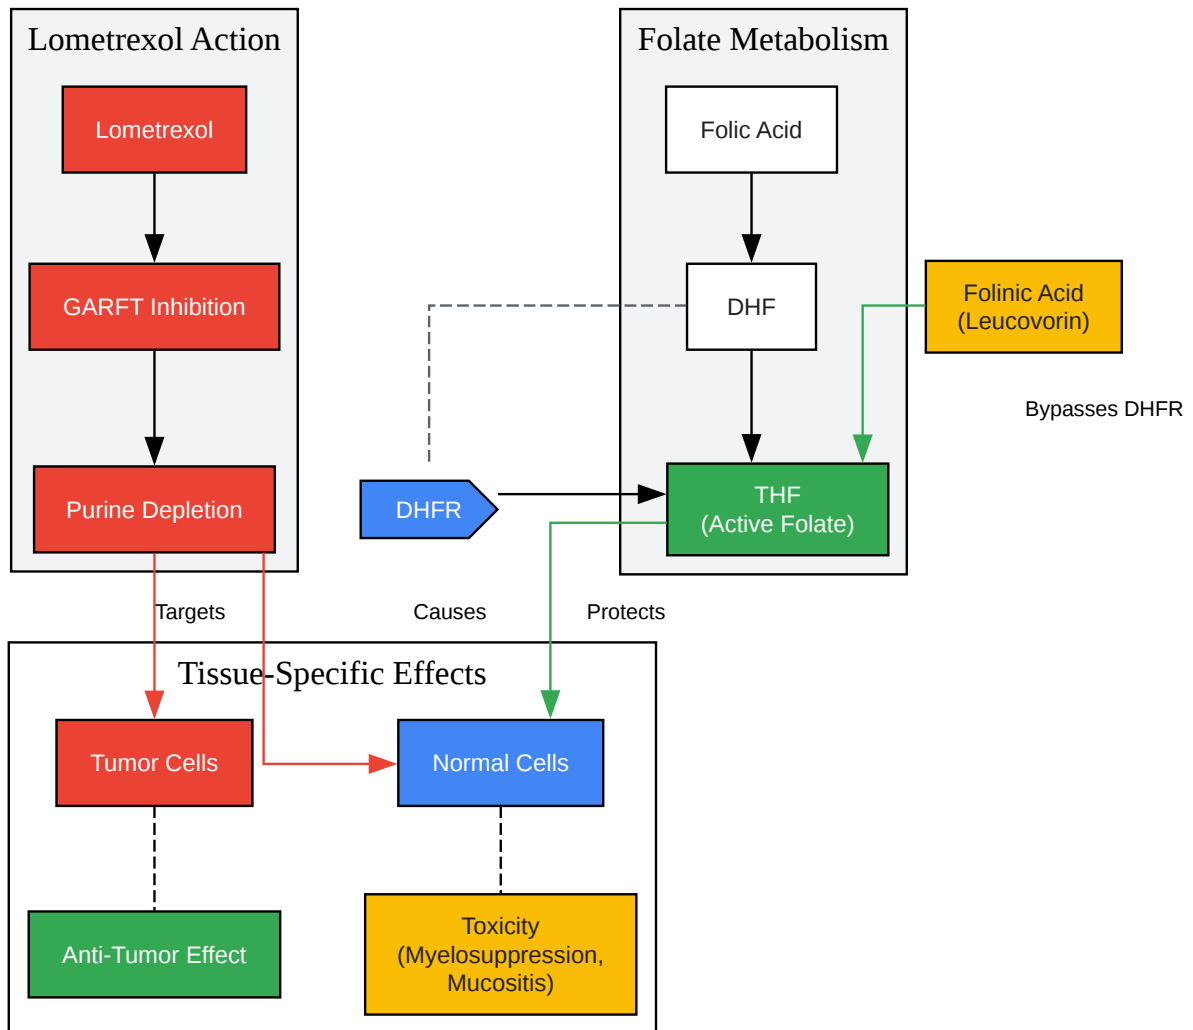 Lometrexol Action
Folate Metabolism
Lometrexol
Folic Acid
GARFT Inhibition
DHF
Folinic Acid
(Leucovorin)
Bypasses DHFR
Purine Depletion
DHFR
THF
(Active Folate)
Targets
Causes
Protects
Tissue-Specific Effects
Tumor Cells
Normal Cells
Anti-Tumor Effect
Toxicity
(Myelosuppression,
Mucositis)